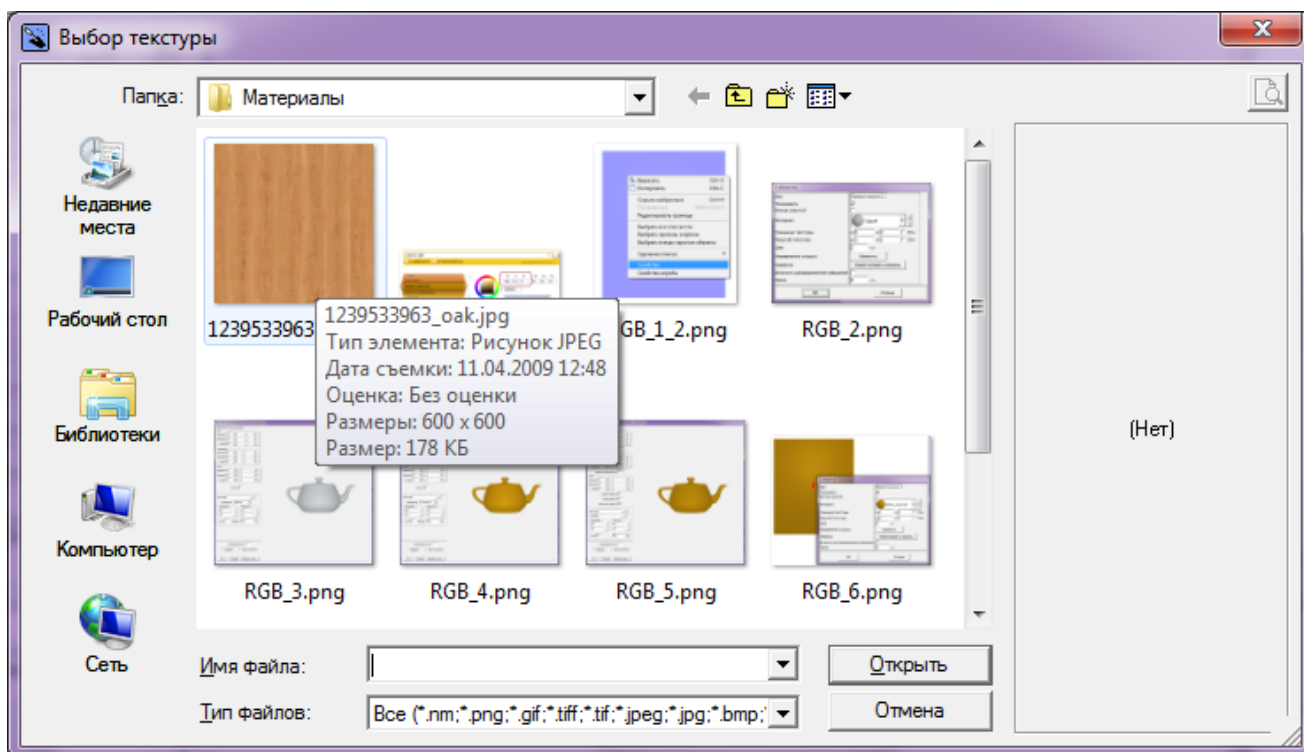 Выбор текстуры
Папка:
Материалы
Недавние
места
Рабочий стол
Библиотеки
Компьютер
Сеть
1239533963
GB_1_2.png
RGB_2.png
1239533963_oak.jpg
Тип элемента: Рисунок JPEG
Дата съемки: 11.04.2009 12:48
Оценка: Без оценки
Размеры: 600 x 600
Размер: 178 КБ
RGB_3.png
RGB_4.png
RGB_5.png
RGB_6.png
(Нет)
Имя файла:
Открыть
Тип файлов:
Все (*.nm;*.png;*.gif;*.tiff;*.tif;*.jpeg;*.jpg;*.bmp;
Отмена